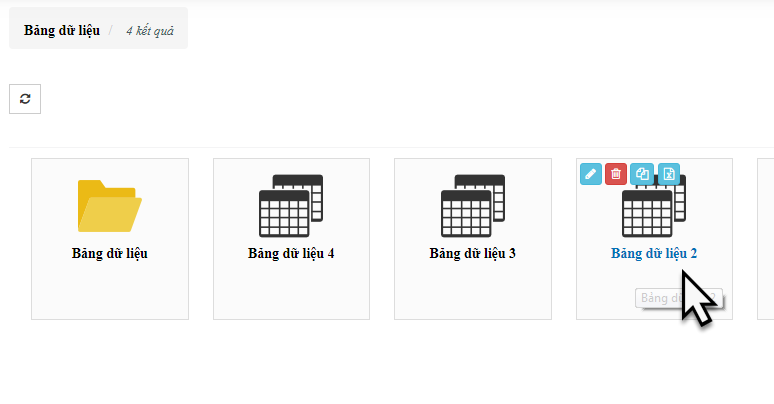 Bảng dữ liệu / 4 kết quả
Bảng dữ liệu
Bảng dữ liệu 4
Bảng dữ liệu 3
Bảng dữ liệu 2
Bảng d